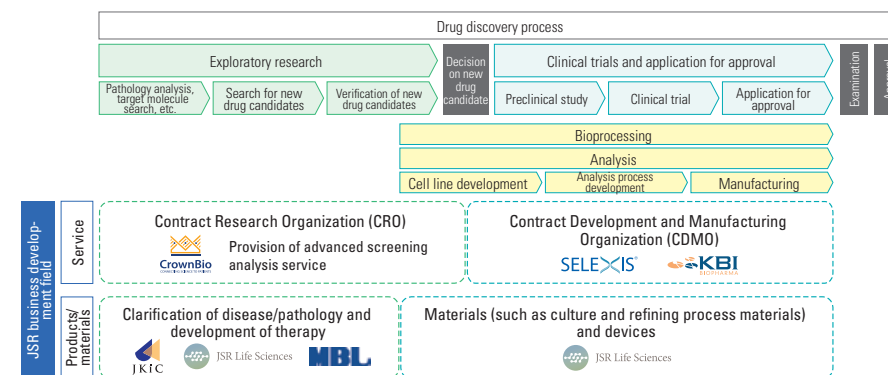 Drug discovery process
Exploratory research
Decision
on new
drug
candidate
Clinical trials and application for approval
Examination
Pathology analysis,
target molecule
search, etc.
Search for new
drug candidates
Verification of new
drug candidates
Preclinical study
Clinical trial
Application for
approval
Bioprocessing
Analysis
Cell line development
Analysis process
development
Manufacturing
JSR business develop-
ment field
Service
Contract Research Organization (CRO)
CrownBio
Provision of advanced screening
analysis service
Contract Development and Manufacturing
Organization (CDMO)
SELEXIS®
KBI
BIOPHARMA
Products/
materials
Clarification of disease/pathology and
development of therapy
JKiC
JSR Life Sciences
MBL
Materials (such as culture and refining process materials)
and devices
JSR Life Sciences